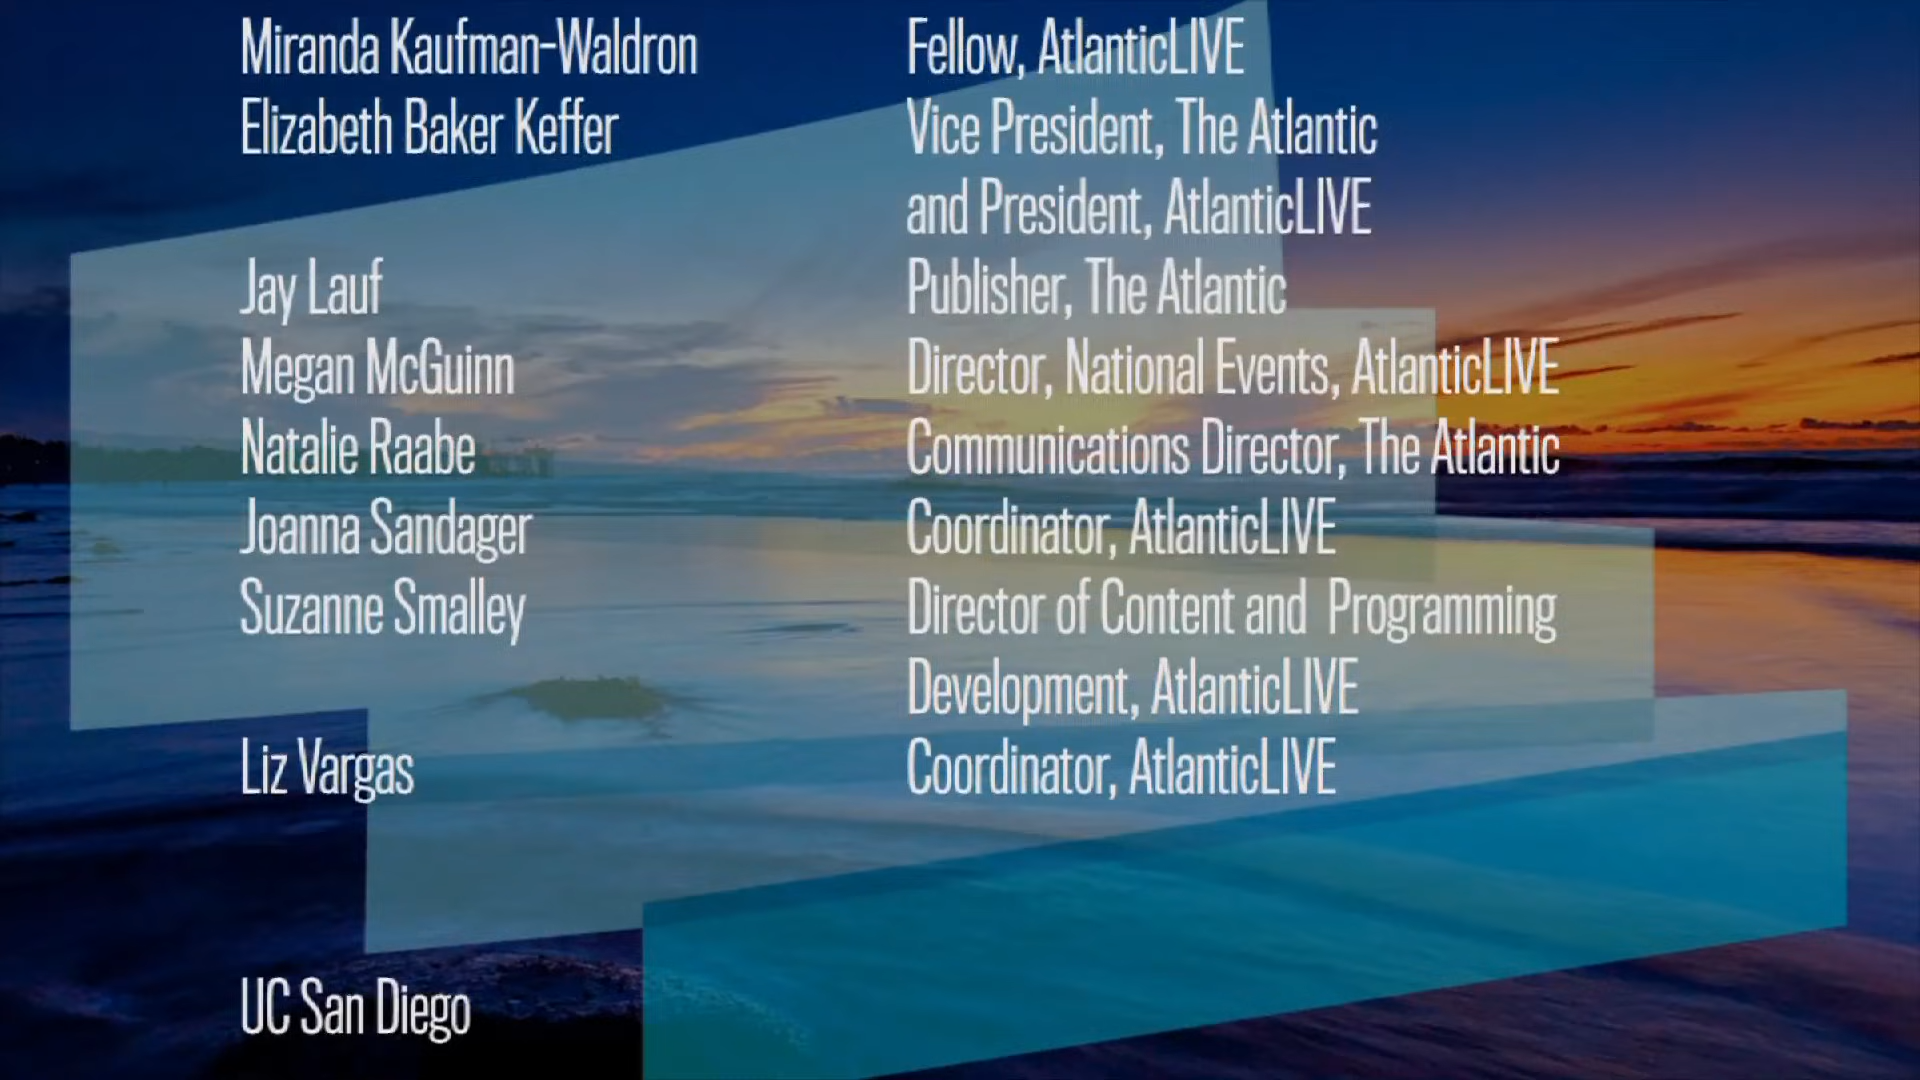 Miranda Kaufman-Waldron Fellow, AtlanticLIVE
Elizabeth Baker Keffer Vice President, The Atlantic
and President, AtlanticLIVE
Jay Lauf Publisher, The Atlantic
Megan McGuinn Director, National Events, AtlanticLIVE
Natalie Raabe Communications Director, The Atlantic
Joanna Sandager Coordinator, AtlanticLIVE
Suzanne Smalley Director of Content and Programming
Development, AtlanticLIVE
Liz Vargas Coordinator, AtlanticLIVE
UC San Diego